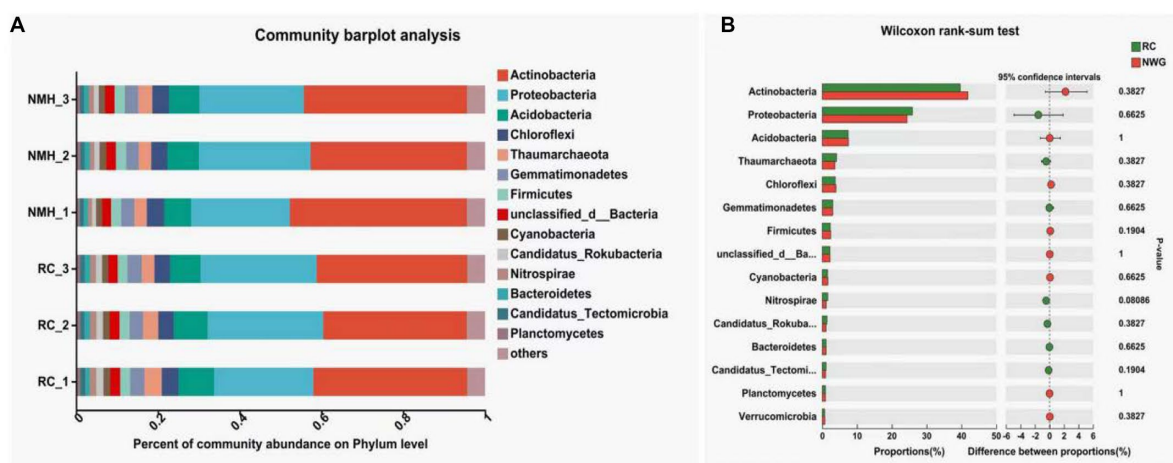 A
Community barplot analysis
NMH_3
NMH_2
NMH_1
RC_3
RC_2
RC_1
0
0.2
0.4
0.6
0.8
1
Percent of community abundance on Phylum level
Actinobacteria
Proteobacteria
Acidobacteria
Chloroflexi
Thaumarchaeota
Gemmatimonadetes
Firmicutes
unclassified_d__Bacteria
Cyanobacteria
Candidatus_Rokubacteria
Nitrospirae
Bacteroidetes
Candidatus_Tectomicrobia
Planctomycetes
others
B
Wilcoxon rank-sum test
RC
NWG
95% confidence intervals
Actinobacteria 0.3827
Proteobacteria 0.6625
Acidobacteria 1
Thaumarchaeota 0.3827
Chloroflexi 0.3827
Gemmatimonadetes 0.6625
Firmicutes 0.1904
unclassified_d__Ba... 1
Cyanobacteria 0.6625
Nitrospirae 0.08086
Candidatus_Rokuba... 0.3827
Bacteroidetes 0.6625
Candidatus_Tectomi... 0.1904
Planctomycetes 1
Verrucomicrobia 0.3827
P-value
0 10 20 30 40 50 -6 -4 -2 0 2 4 6
Proportions(%) Difference between proportions(%)